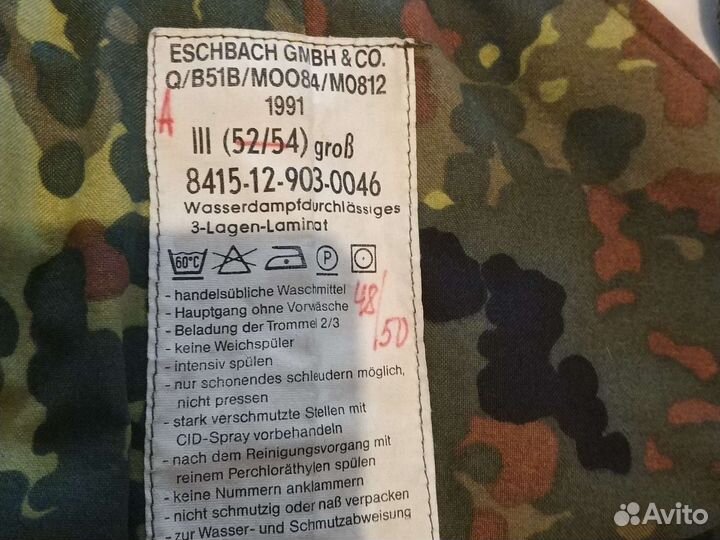 ESCHBACH GMBH & CO.
Q/B51B/M0084/M0812
1991
A
III (52/54) groß
8415-12-903-0046
Wasserdampfdurchlässiges
3-Lagen-Laminat
60°C P
- handelsübliche Waschmittel
- Hauptgang ohne Vorwäsche
48/50
- Beladung der Trommel 2/3
- keine Weichspüler
- intensiv spülen
- nur schonendes schleudern möglich,
nicht pressen
- stark verschmutzte Stellen mit
CID-Spray vorbehandeln
- nach dem Reinigungsvorgang mit
reinem Perchloräthylen spülen
- keine Nummern anklammern
- nicht schmutzig oder naß verpacken
- zur Wasser- und Schmutzabweisung
Avito